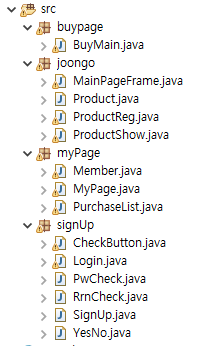 src
buypage
BuyMain.java
joongo
MainPageFrame.java
Product.java
ProductReg.java
ProductShow.java
myPage
Member.java
MyPage.java
PurchaseList.java
signUp
CheckButton.java
Login.java
PwCheck.java
RrnCheck.java
SignUp.java
YesNo.java